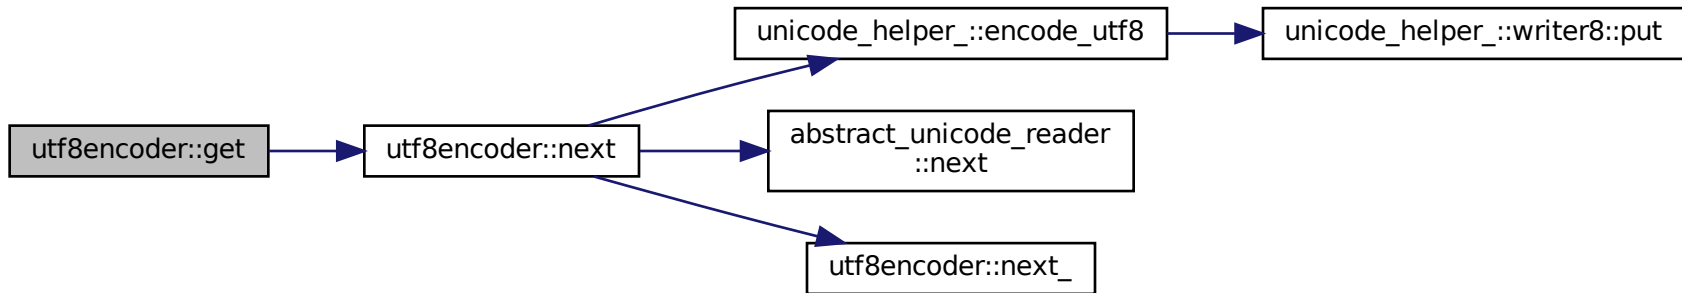 utf8encoder::get
utf8encoder::next
unicode_helper_::encode_utf8
unicode_helper_::writer8::put
abstract_unicode_reader
::next
utf8encoder::next_